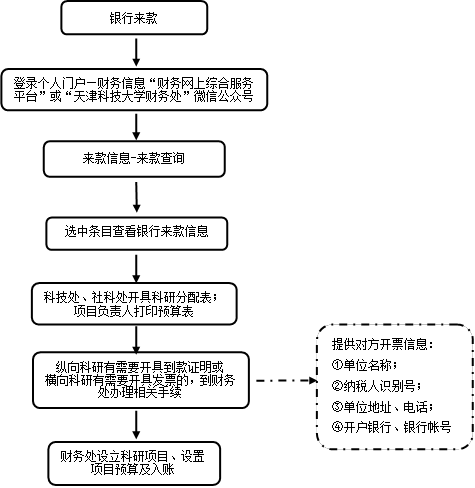 银行来款
登录个人门户—财务信息“财务网上综合服务
平台”或“天津科技大学财务处”微信公众号
来款信息-来款查询
选中条目查看银行来款信息
科技处、社科处开具科研分配表；
项目负责人打印预算表
纵向科研有需要开具到款证明或
横向科研有需要开具发票的，到财务
处办理相关手续
提供对方开票信息：
①单位名称；
②纳税人识别号；
③单位地址、电话；
④开户银行、银行帐号
财务处设立科研项目、设置
项目预算及入账